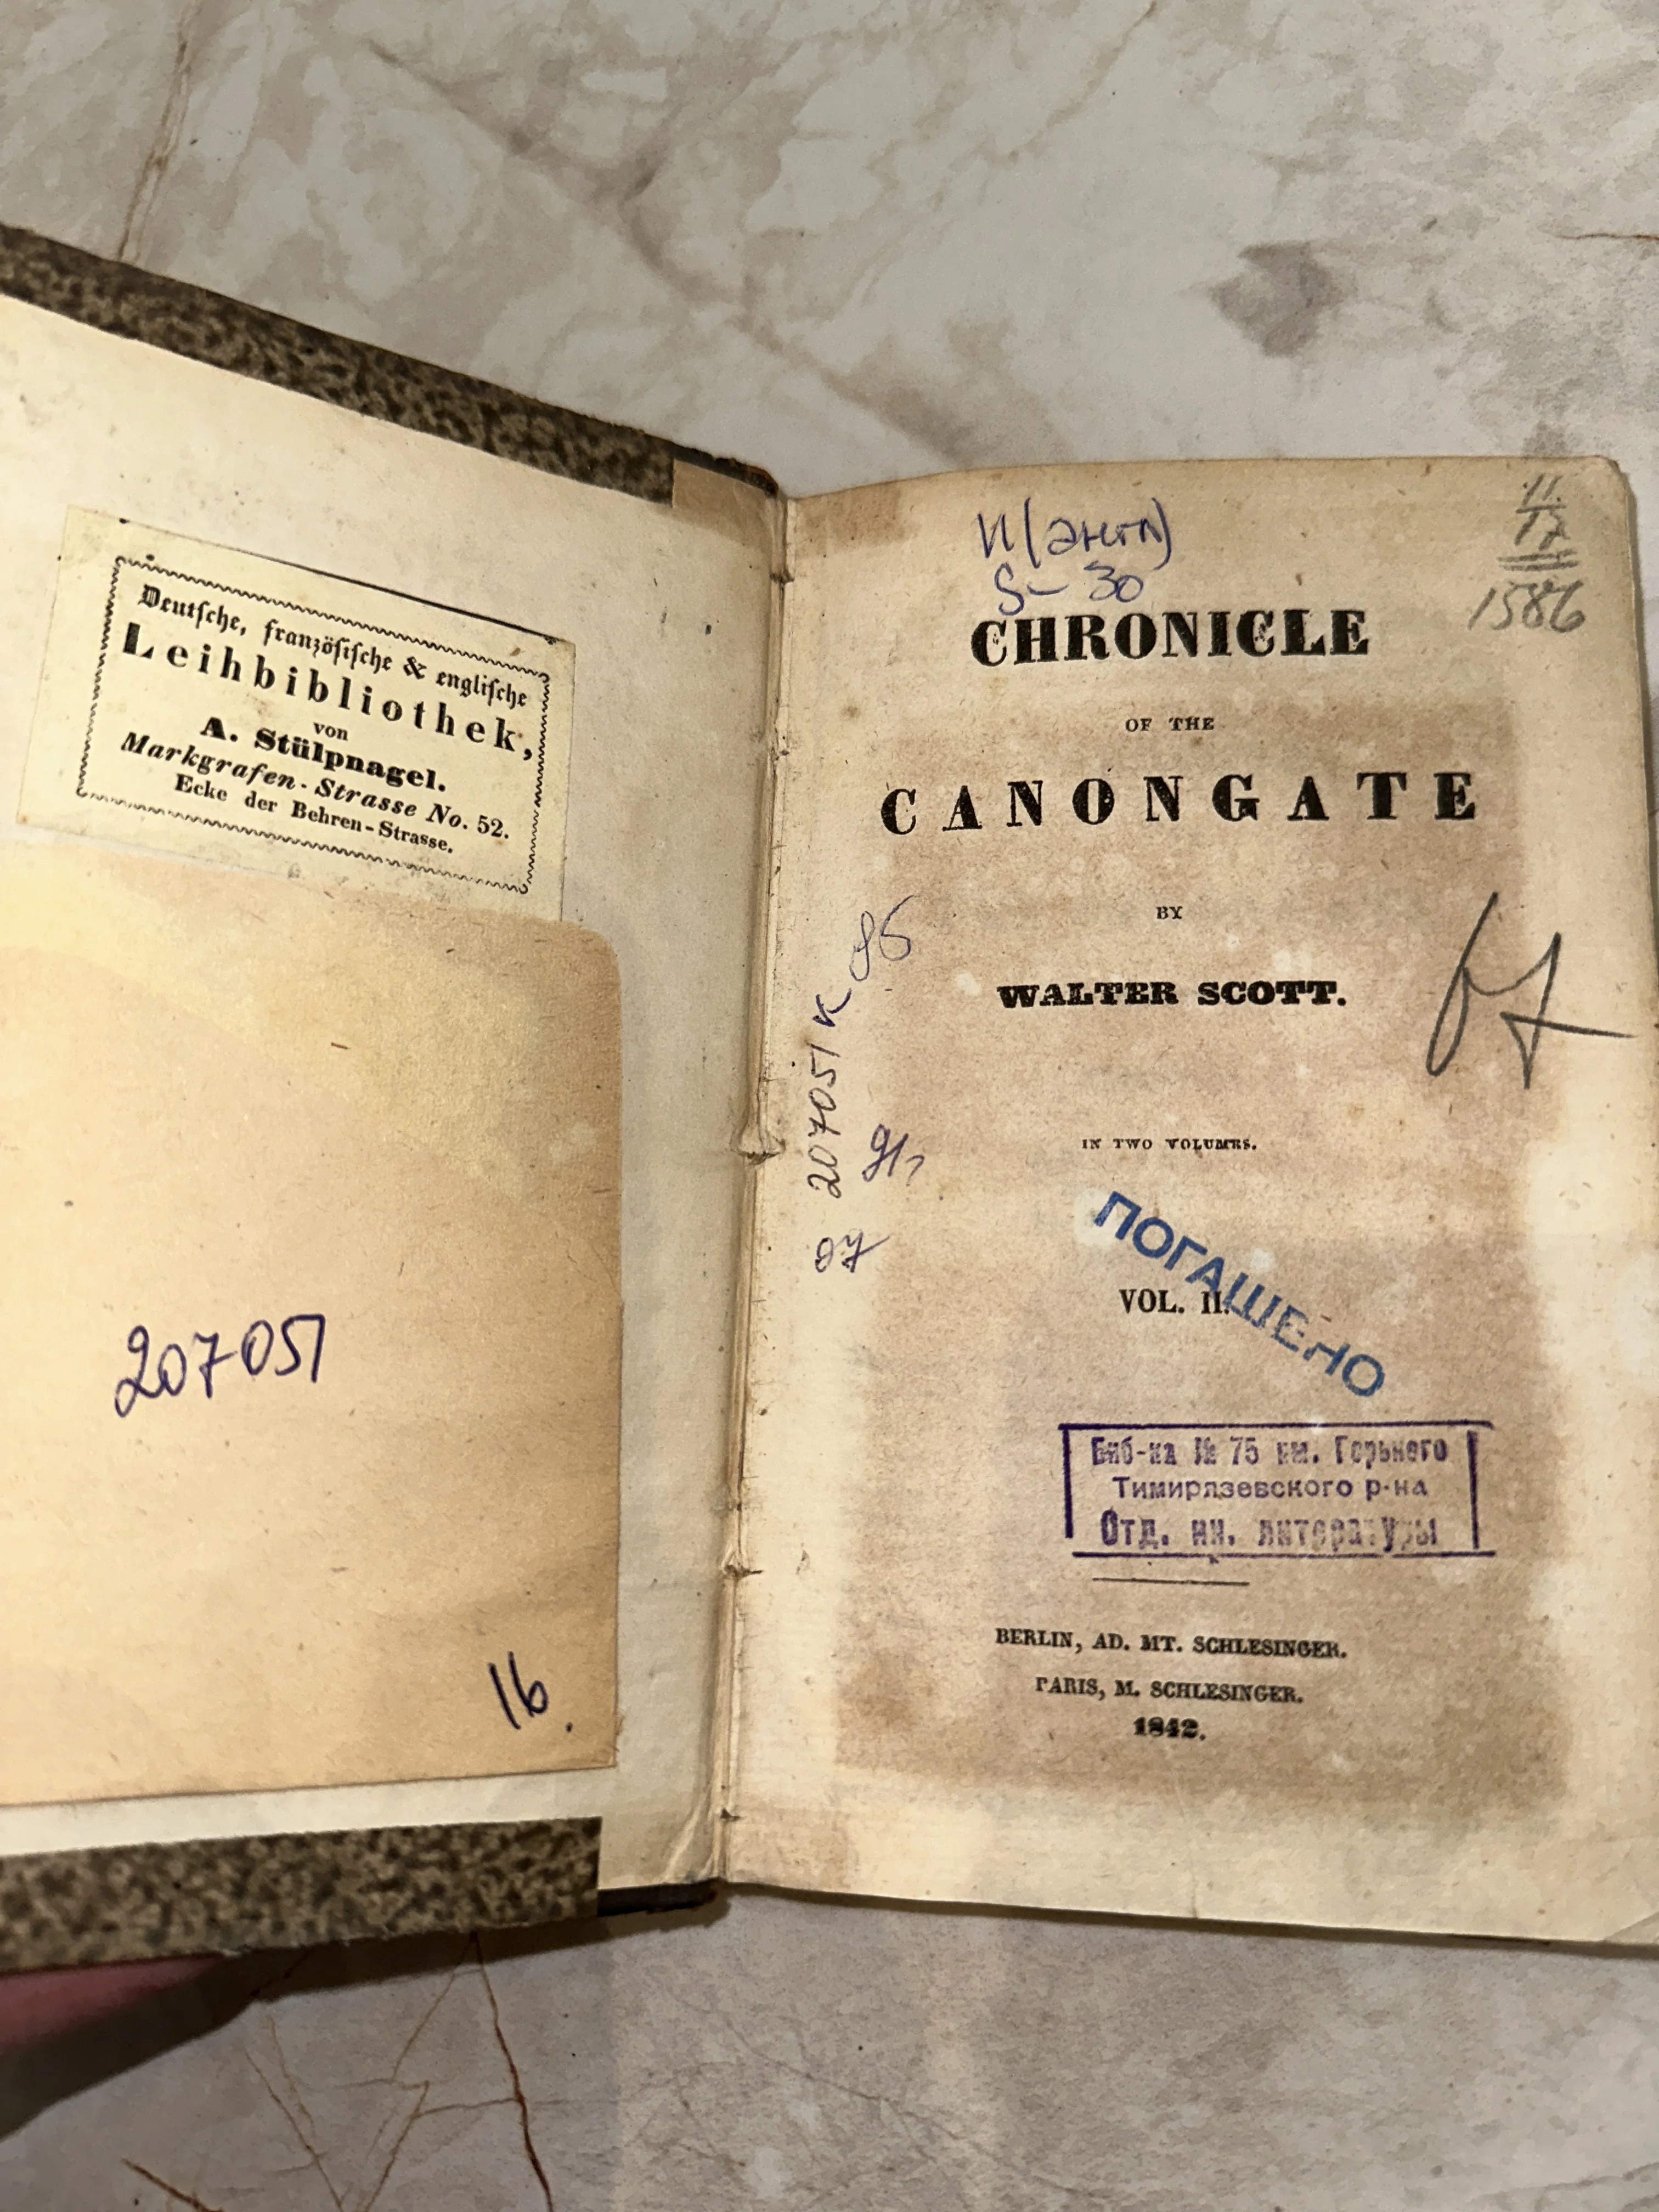 Deutſche, franzöſiſche & engliſche
Leihbibliothek,
von
A. Stülpnagel.
Markgrafen-Strasse No. 52.
Ecke der Behren-Strasse.
207051
16.
И(англ)
S- 30
1586
CHRONICLE
OF THE
CANONGATE
BY
WALTER SCOTT.
207051 к
IN TWO VOLUMES.
VOL. II.
ПОГАШЕНО
Биб-ка № 75 им. Горького
Тимирязевского р-на
Отд. ин. литературы
BERLIN, AD. MT. SCHLESINGER.
PARIS, M. SCHLESINGER.
1842.